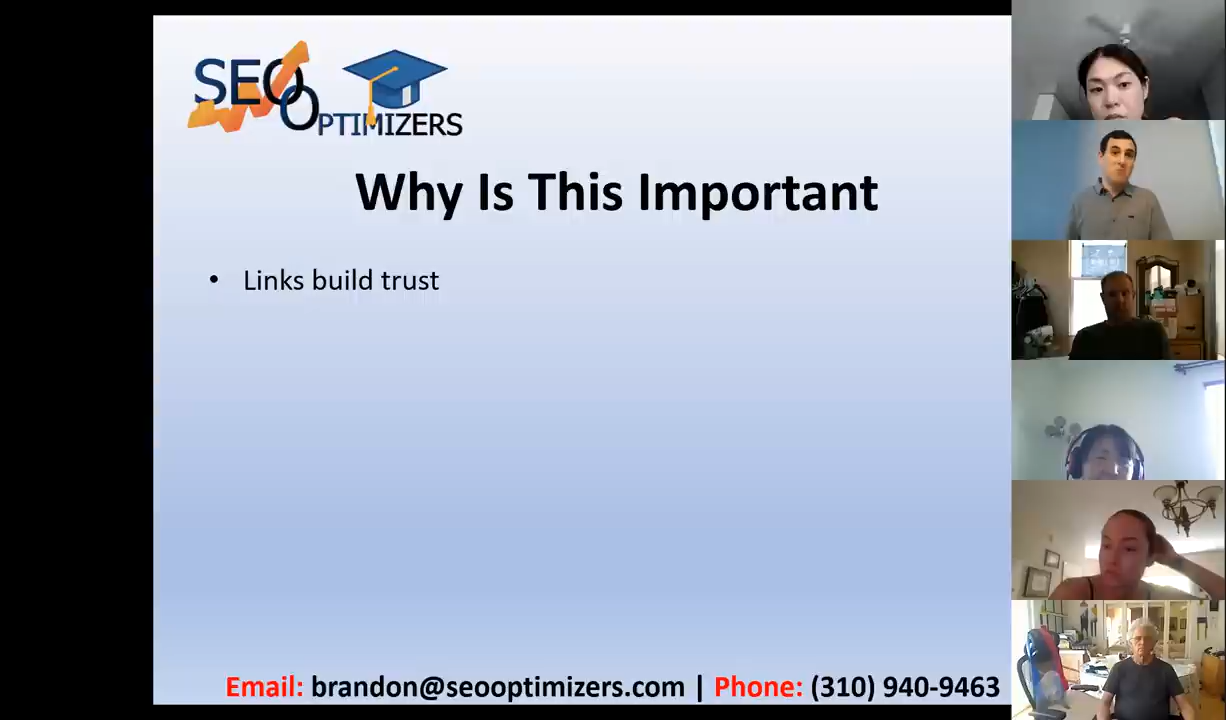 SEO OPTIMIZERS
Why Is This Important
• Links build trust
Email: brandon@seooptimizers.com | Phone: (310) 940-9463